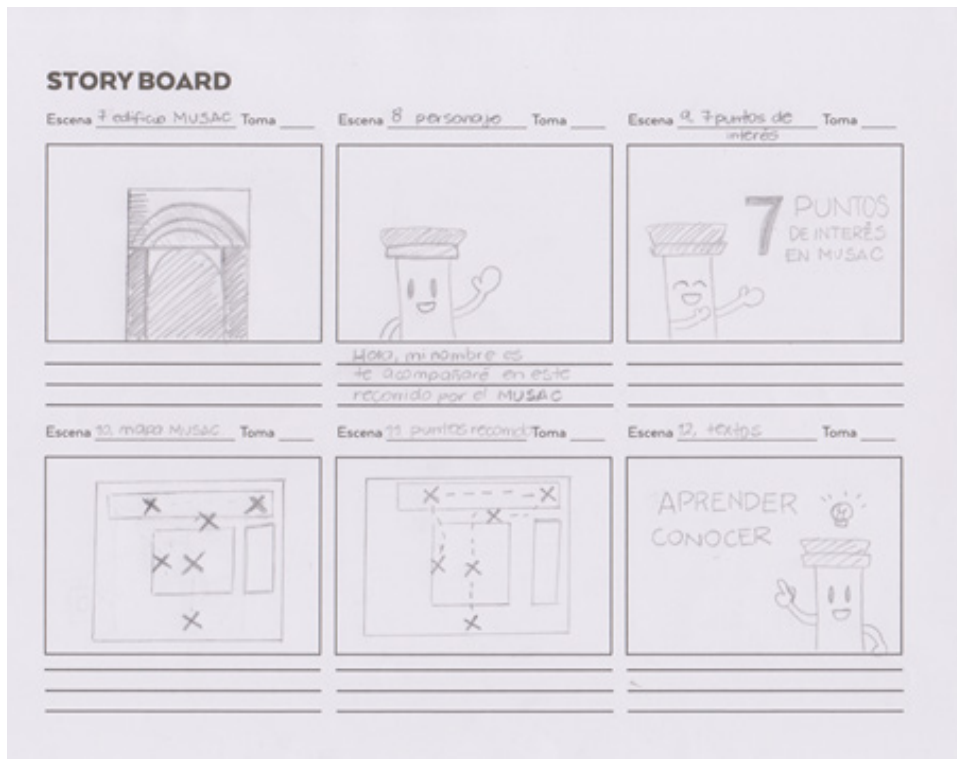 STORY BOARD
Escena 7 edificio MUSAC Toma
Escena 8 personaje Toma
Escena 9. 7 puntos de interés Toma
7 PUNTOS
DE INTERÉS
EN MUSAC
Hola, mi nombre es
te acompañaré en este
recorrido por el MUSAC
Escena 10. mapa MUSAC Toma
Escena 11. puntos recorrido Toma
Escena 12, textos Toma
APRENDER
CONOCER